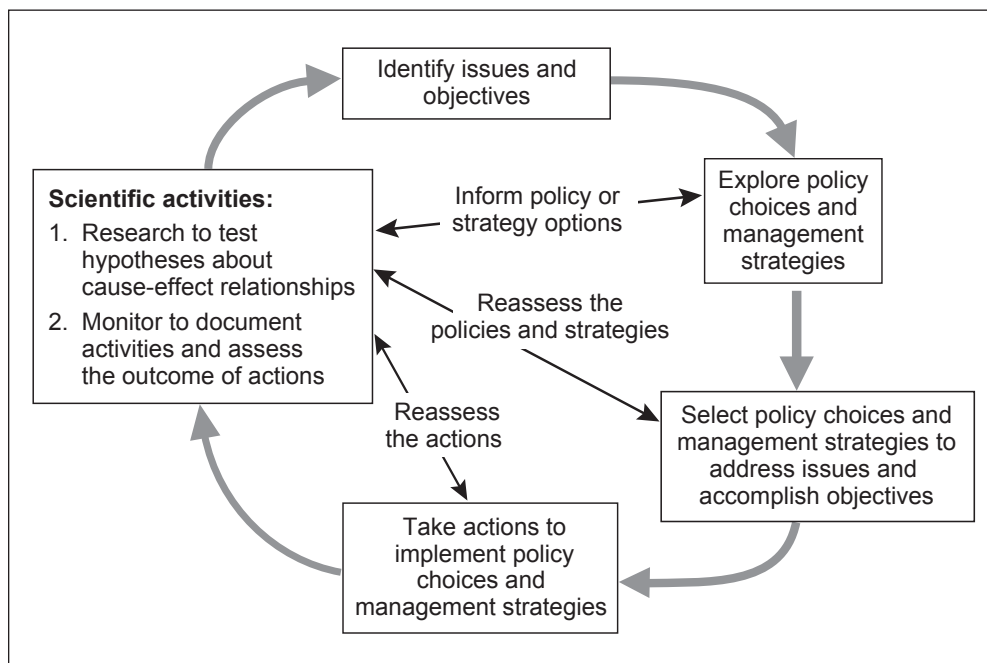 Identify issues and
objectives
Scientific activities:
1. Research to test
hypotheses about
cause-effect relationships
2. Monitor to document
activities and assess
the outcome of actions
Inform policy or
strategy options
Explore policy
choices and
management
strategies
Reassess the
policies and strategies
Reassess
the actions
Select policy choices and
management strategies to
address issues and
accomplish objectives
Take actions to
implement policy
choices and
management strategies